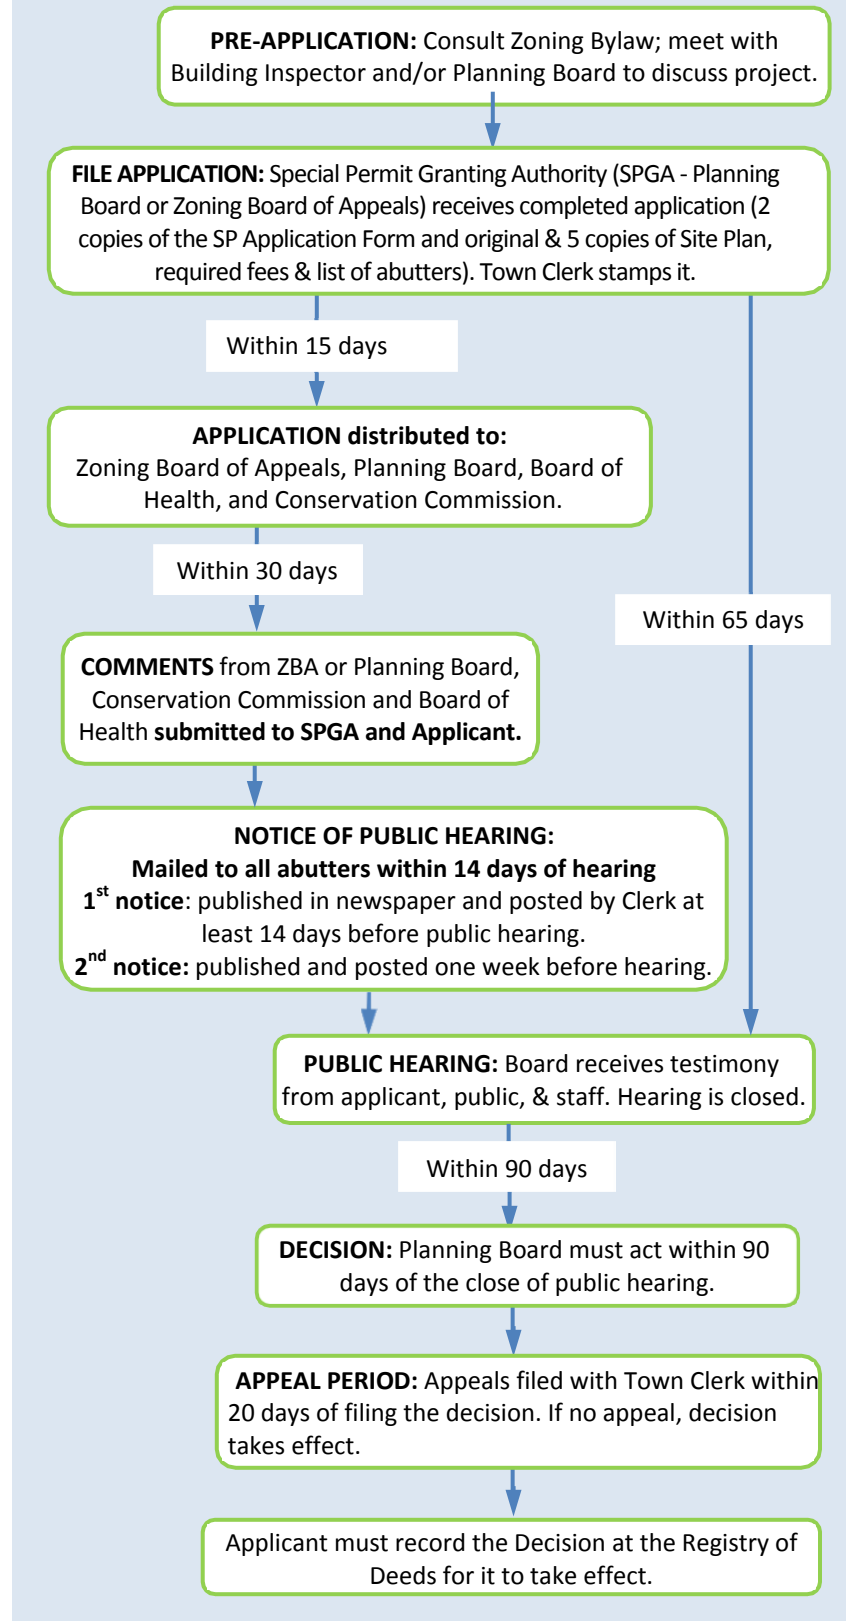 PRE-APPLICATION: Consult Zoning Bylaw; meet with
Building Inspector and/or Planning Board to discuss project.
FILE APPLICATION: Special Permit Granting Authority (SPGA - Planning
Board or Zoning Board of Appeals) receives completed application (2
copies of the SP Application Form and original & 5 copies of Site Plan,
required fees & list of abutters). Town Clerk stamps it.
Within 15 days
APPLICATION distributed to:
Zoning Board of Appeals, Planning Board, Board of
Health, and Conservation Commission.
Within 30 days
Within 65 days
COMMENTS from ZBA or Planning Board,
Conservation Commission and Board of
Health submitted to SPGA and Applicant.
NOTICE OF PUBLIC HEARING:
Mailed to all abutters within 14 days of hearing
1st notice: published in newspaper and posted by Clerk at
least 14 days before public hearing.
2nd notice: published and posted one week before hearing.
PUBLIC HEARING: Board receives testimony
from applicant, public, & staff. Hearing is closed.
Within 90 days
DECISION: Planning Board must act within 90
days of the close of public hearing.
APPEAL PERIOD: Appeals filed with Town Clerk within
20 days of filing the decision. If no appeal, decision
takes effect.
Applicant must record the Decision at the Registry of
Deeds for it to take effect.